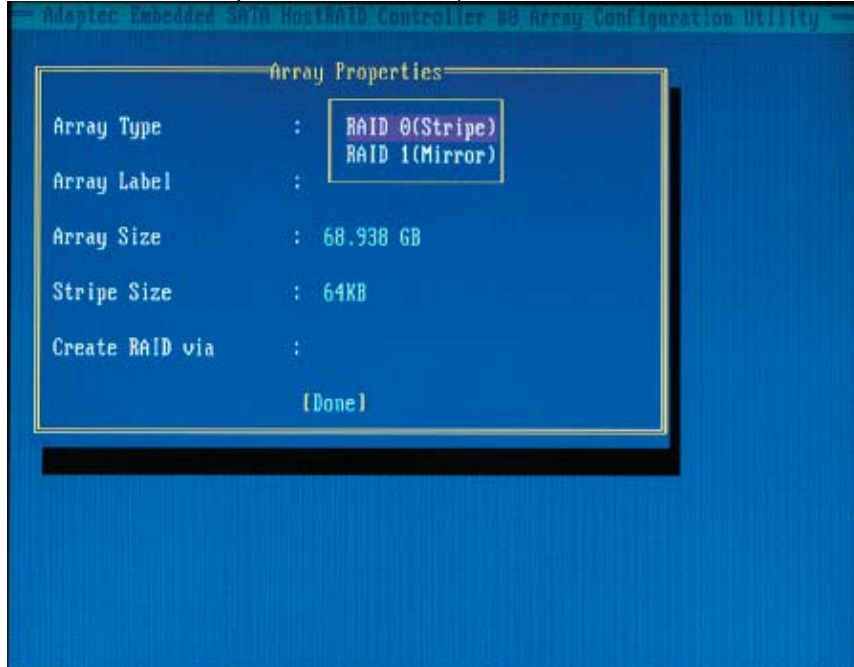 Adaptec Embedded SATA HostRAID Controller #0 Array Configuration Utility
Array Properties
Array Type : RAID 0(Stripe)
RAID 1(Mirror)
Array Label :
Array Size : 68.938 GB
Stripe Size : 64KB
Create RAID via :
[Done]